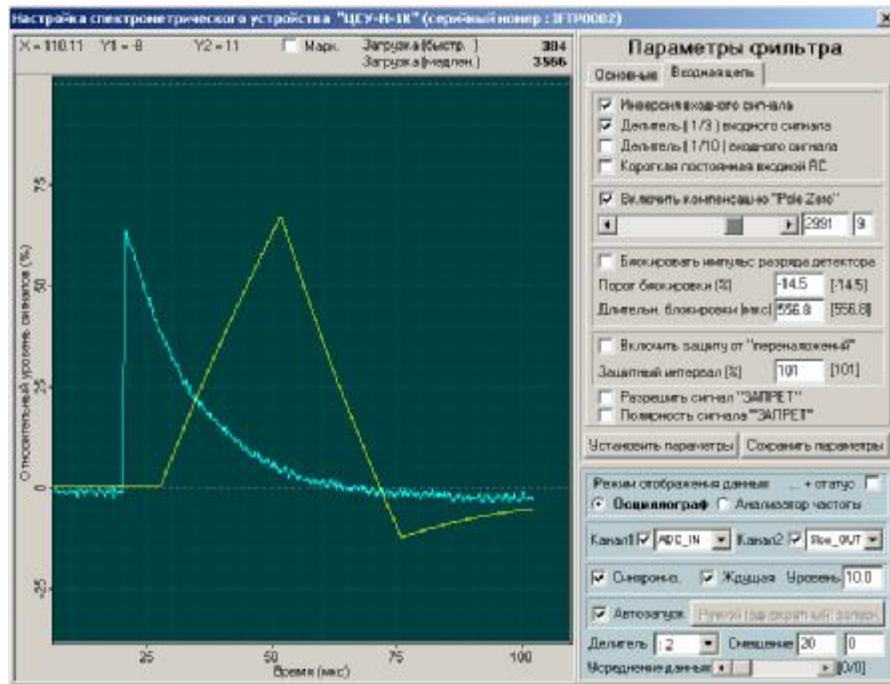 Настройка спектрометрического устройства "ЦСУ-Н-1К" (серийный номер : IFTP0002)
X = 110.11 Y1 = -8 Y2 = 11 Марк. Загрузка (быстр. ) 384
Загрузка (медлен.) 3566
Параметры фильтра
Основные Входная цепь
Инверсия входного сигнала
Делитель ( 1/3 ) входного сигнала
Делитель ( 1/10 ) входного сигнала
Короткая постоянная входной RC
Включить компенсацию "Pole Zero"
2991 9
Блокировать импульс разряда детектора
Порог блокировки (%) -14.5 [-14.5]
Длительн. блокировки (мкс) 556.8 [556.8]
Включить защиту от "переналожений"
Защитный интервал (%) 101 [101]
Разрешить сигнал "ЗАПРЕТ"
Полярность сигнала "ЗАПРЕТ"
Установить параметры Сохранить параметры
Режим отображения данных ... + статус
Осциллограф Анализатор частоты
Канал1 ADC_IN Канал2 Slow_OUT
Синхрон-я. Ждущая Уровень 10.0
Автозапуск
Делитель : 2 Смещение 20 0
Усреднение данных [0/0]
Относительный уровень сигналов (%)
75
50
25
0
-25
25 50 75 100
Время (мкс)